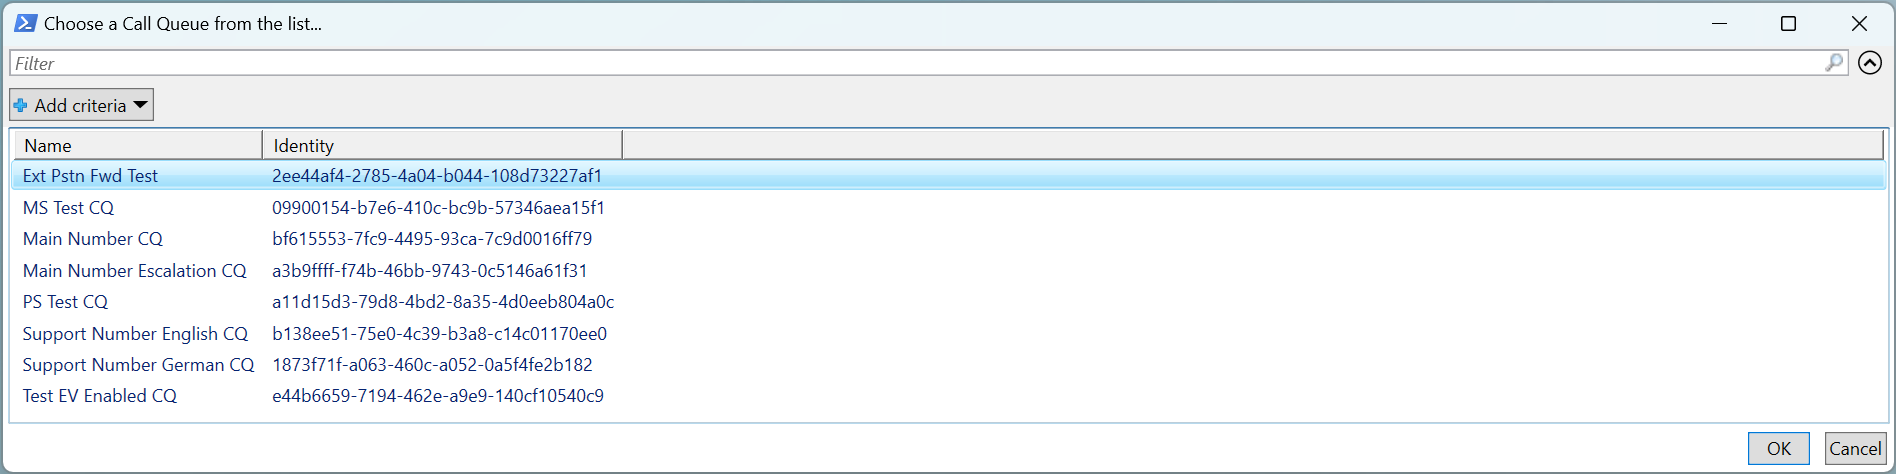 Choose a Call Queue from the list...
Filter
Add criteria
Name Identity
Ext Pstn Fwd Test 2ee44af4-2785-4a04-b044-108d73227af1
MS Test CQ 09900154-b7e6-410c-bc9b-57346aea15f1
Main Number CQ bf615553-7fc9-4495-93ca-7c9d0016ff79
Main Number Escalation CQ a3b9ffff-f74b-46bb-9743-0c5146a61f31
PS Test CQ a11d15d3-79d8-4bd2-8a35-4d0eeb804a0c
Support Number English CQ b138ee51-75e0-4c39-b3a8-c14c01170ee0
Support Number German CQ 1873f71f-a063-460c-a052-0a5f4fe2b182
Test EV Enabled CQ e44b6659-7194-462e-a9e9-140cf10540c9
OK Cancel